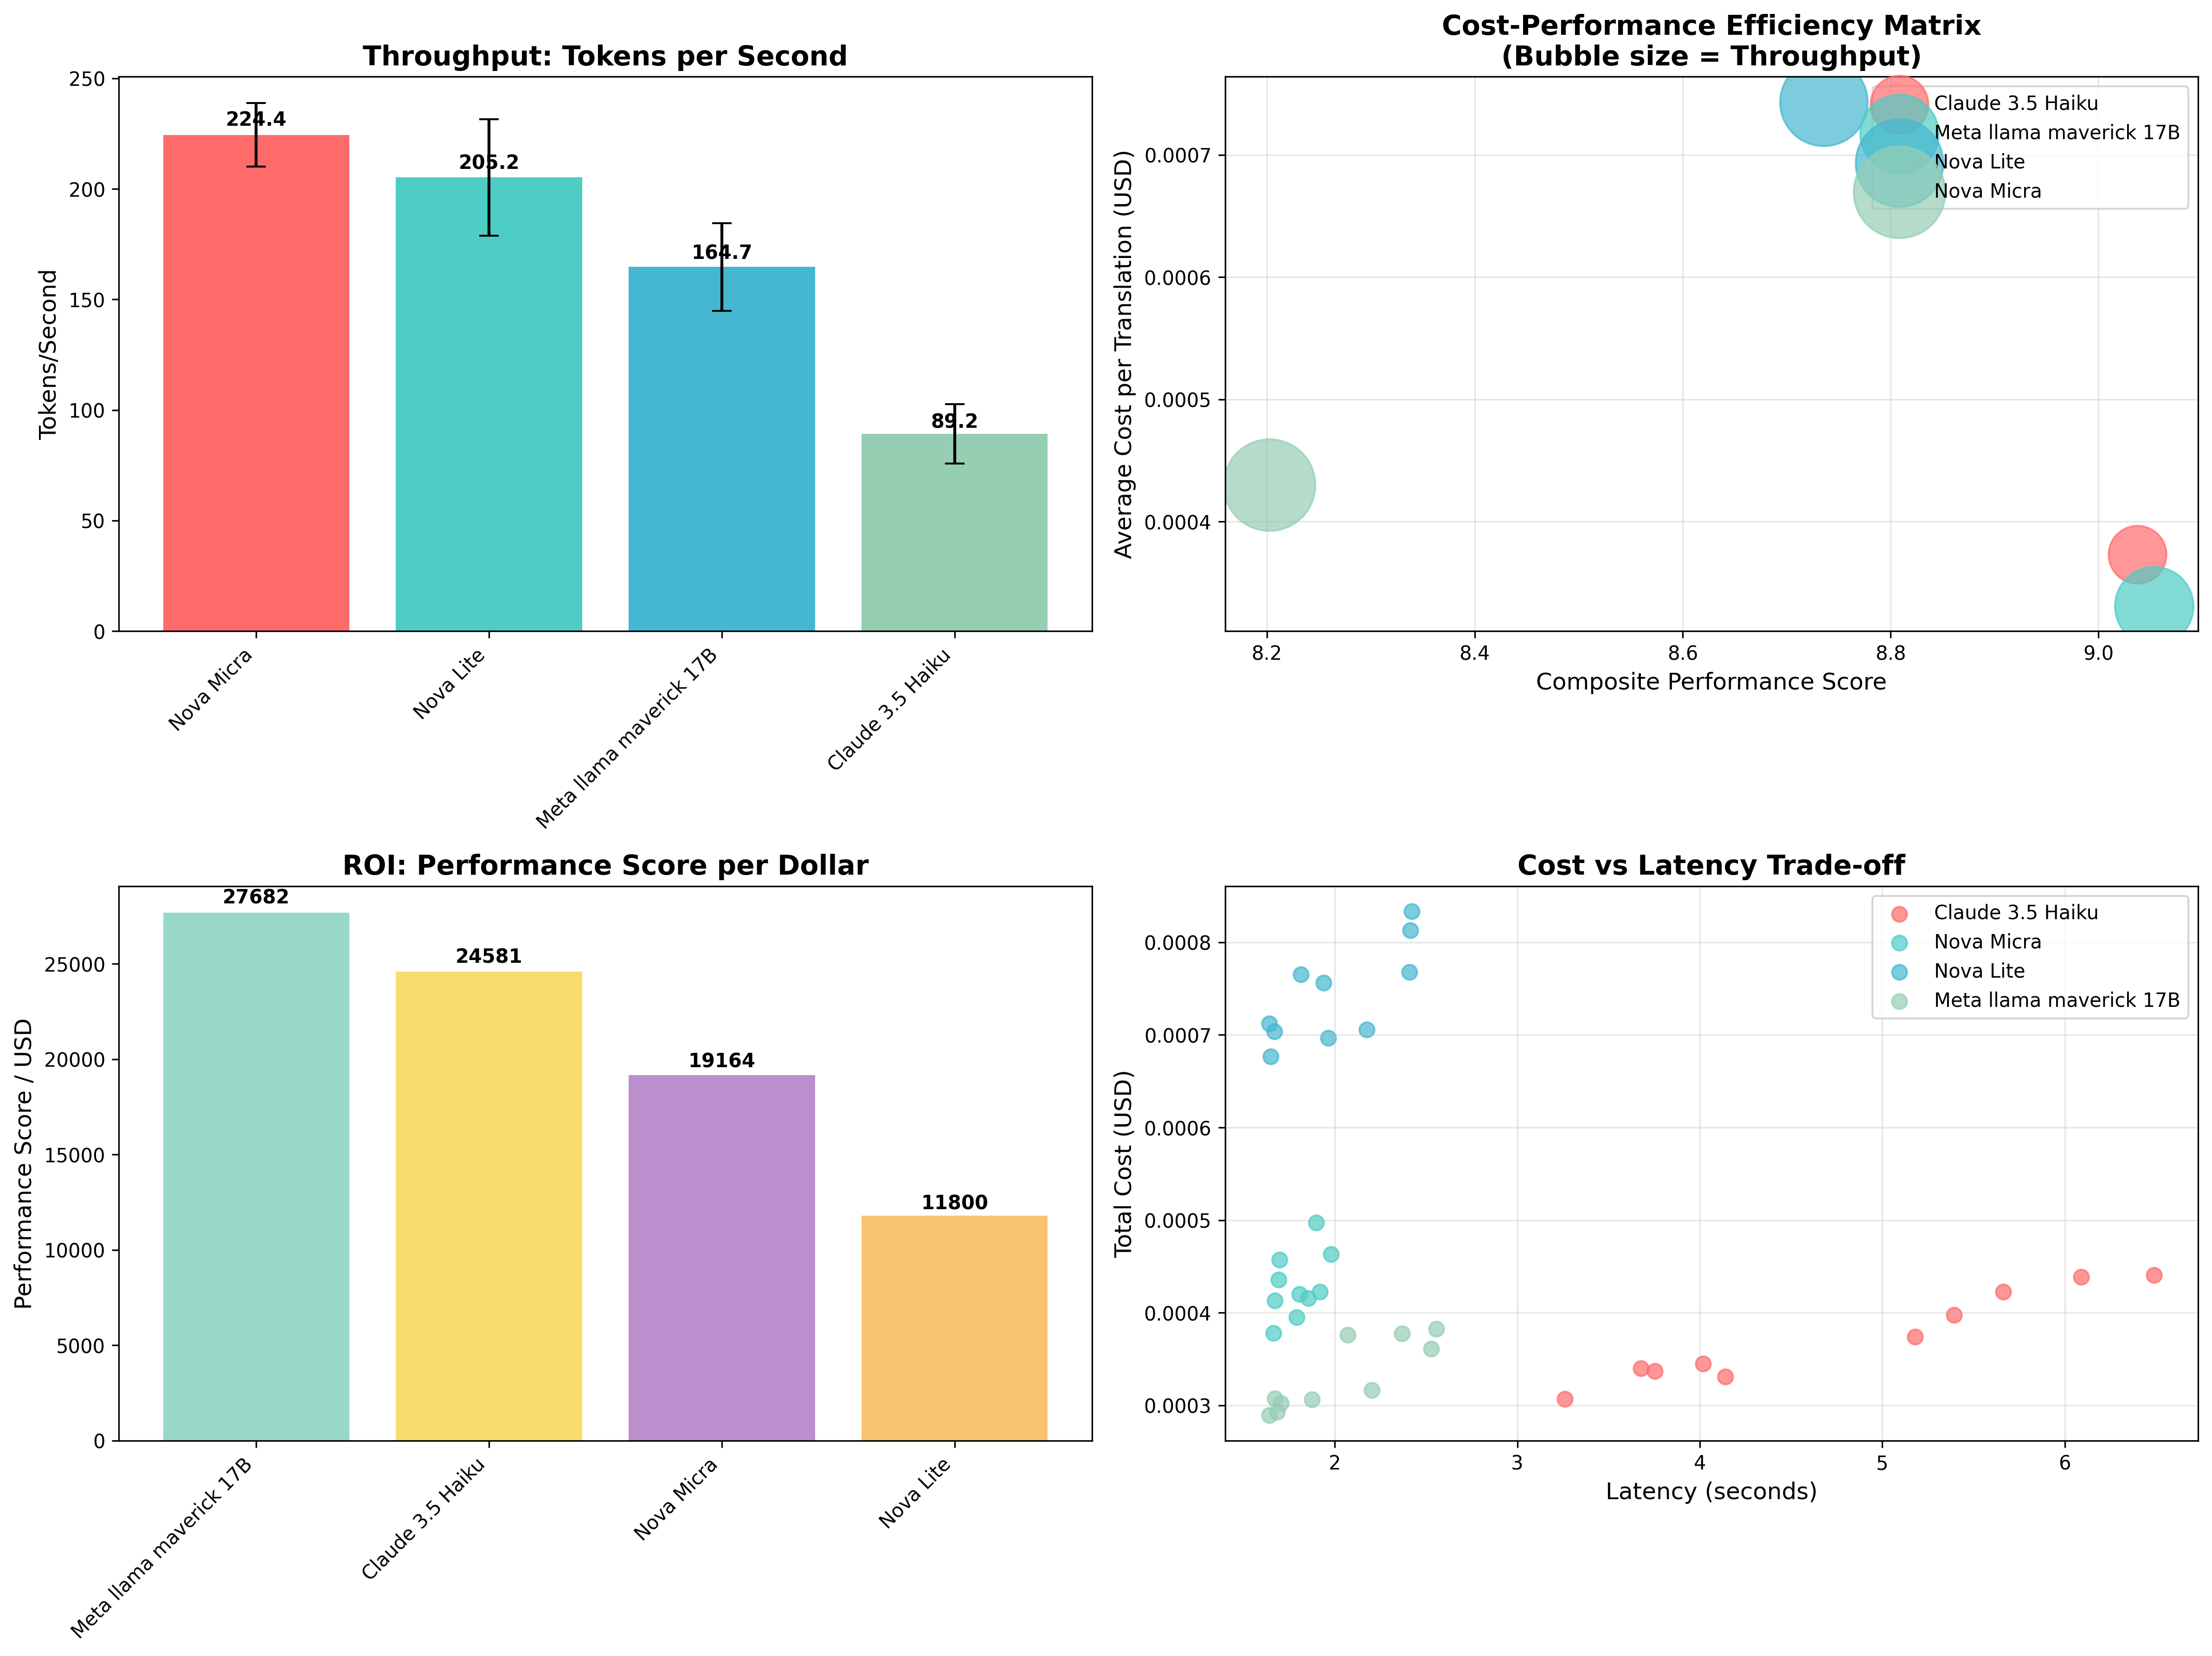 Throughput: Tokens per Second
Tokens/Second
250
200
150
100
50
0
224.4
205.2
164.7
89.2
Nova Micra
Nova Lite
Meta llama maverick 17B
Claude 3.5 Haiku
Cost-Performance Efficiency Matrix
(Bubble size = Throughput)
Average Cost per Translation (USD)
0.0007
0.0006
0.0005
0.0004
Claude 3.5 Haiku
Meta llama maverick 17B
Nova Lite
Nova Micra
8.2
8.4
8.6
8.8
9.0
Composite Performance Score
ROI: Performance Score per Dollar
Performance Score / USD
25000
20000
15000
10000
5000
0
27682
24581
19164
11800
Meta llama maverick 17B
Claude 3.5 Haiku
Nova Micra
Nova Lite
Cost vs Latency Trade-off
Total Cost (USD)
0.0008
0.0007
0.0006
0.0005
0.0004
0.0003
Claude 3.5 Haiku
Nova Micra
Nova Lite
Meta llama maverick 17B
2
3
4
5
6
Latency (seconds)